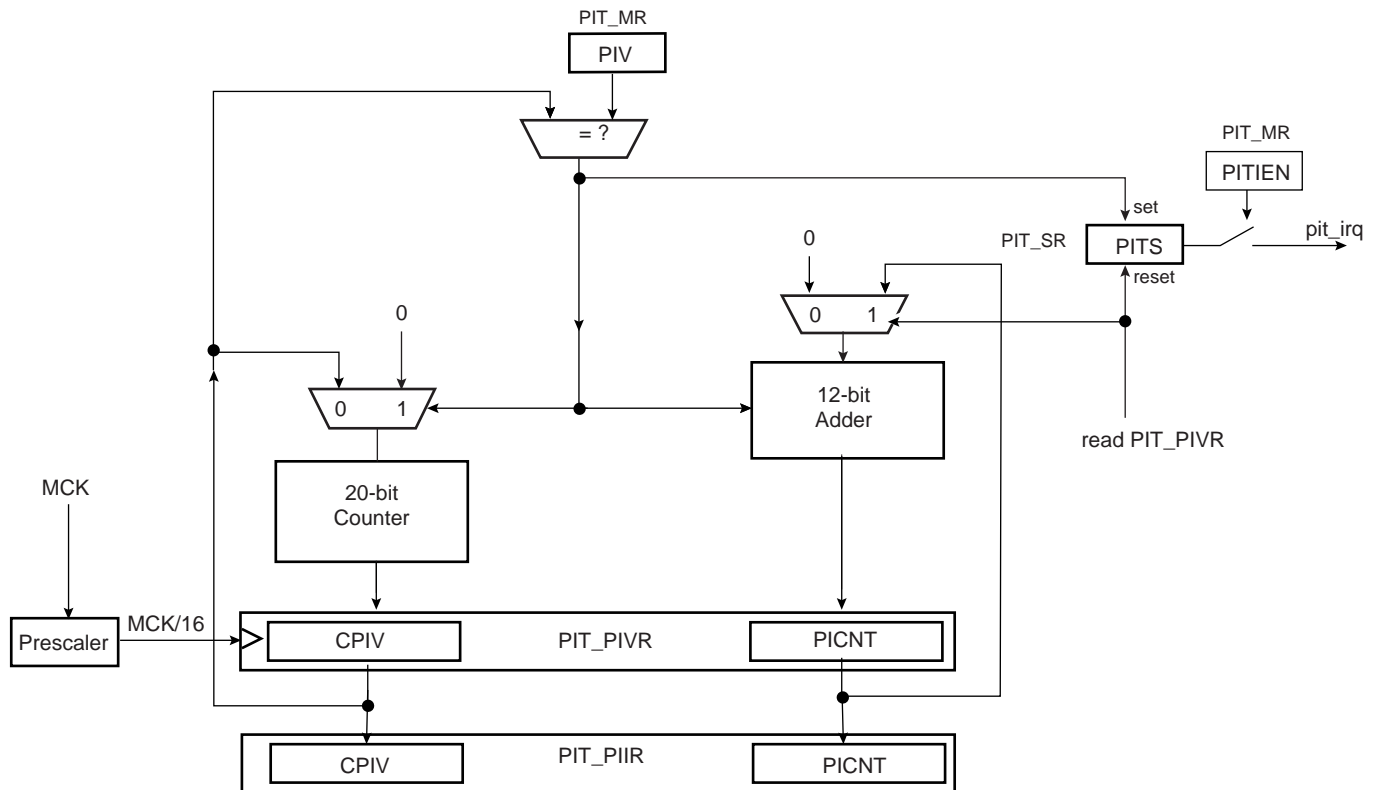 PIT_MR
PIV
= ?
PIT_MR
PITIEN
set
PIT_SR
PITS
pit_irq
reset
0
0 1
0
0 1
12-bit
Adder
read PIT_PIVR
20-bit
Counter
MCK
Prescaler
MCK/16
CPIV
PIT_PIVR
PICNT
CPIV
PIT_PIIR
PICNT